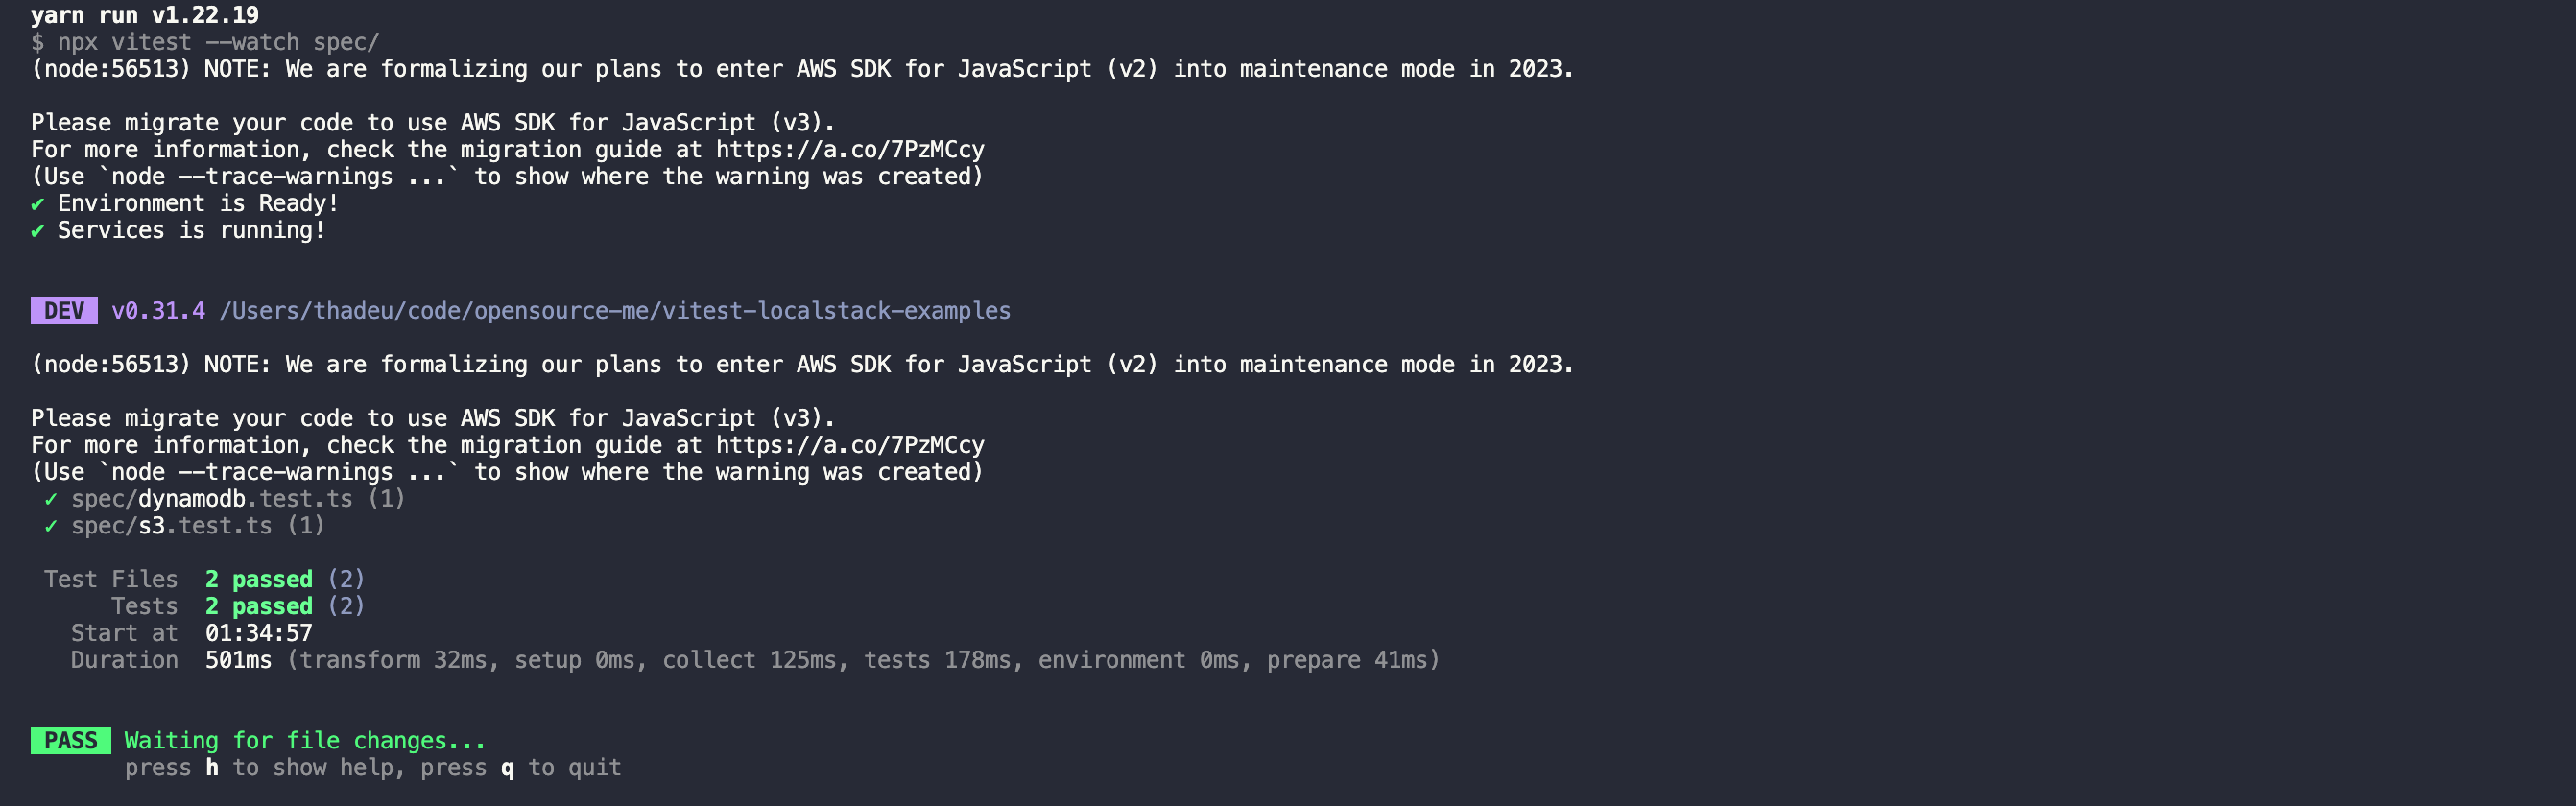 yarn run v1.22.19
$ npx vitest --watch spec/
(node:56513) NOTE: We are formalizing our plans to enter AWS SDK for JavaScript (v2) into maintenance mode in 2023.
Please migrate your code to use AWS SDK for JavaScript (v3).
For more information, check the migration guide at https://a.co/7PzMCcy
(Use `node --trace-warnings ...` to show where the warning was created)
✔ Environment is Ready!
✔ Services is running!
DEV v0.31.4 /Users/thadeu/code/opensource-me/vitest-localstack-examples
(node:56513) NOTE: We are formalizing our plans to enter AWS SDK for JavaScript (v2) into maintenance mode in 2023.
Please migrate your code to use AWS SDK for JavaScript (v3).
For more information, check the migration guide at https://a.co/7PzMCcy
(Use `node --trace-warnings ...` to show where the warning was created)
✓ spec/dynamodb.test.ts (1)
✓ spec/s3.test.ts (1)
Test Files 2 passed (2)
Tests 2 passed (2)
Start at 01:34:57
Duration 501ms (transform 32ms, setup 0ms, collect 125ms, tests 178ms, environment 0ms, prepare 41ms)
PASS Waiting for file changes...
press h to show help, press q to quit